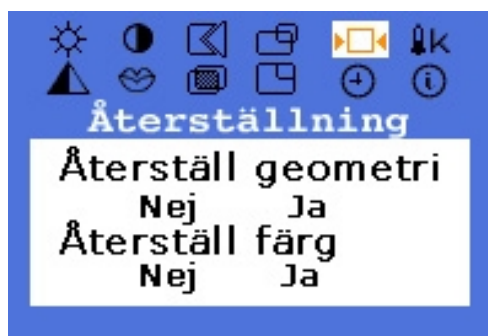 K
Återställning
Återställ geometri
Nej Ja
Återställ färg
Nej Ja